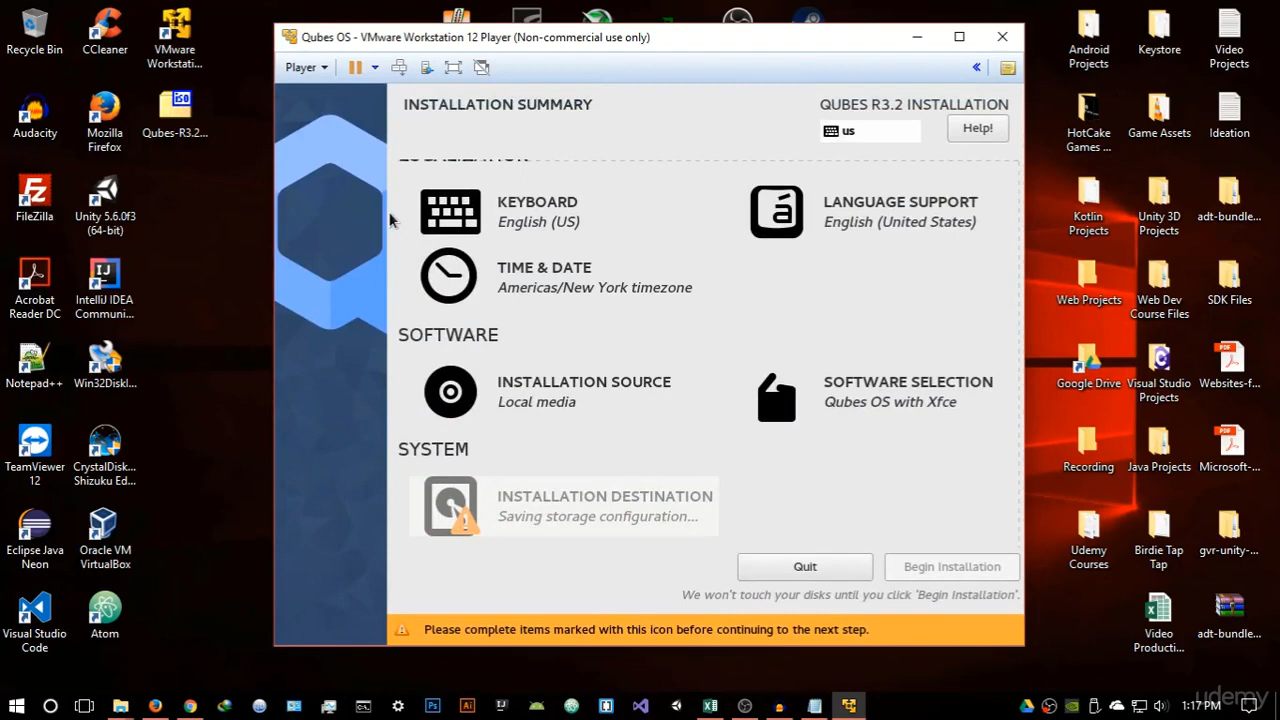 Recycle Bin
CCleaner
VMware
Workstation...
Audacity
Mozilla
Firefox
Qubes-R3.2...
FileZilla
Unity 5.6.0f3
(64-bit)
Acrobat
Reader DC
IntelliJ IDEA
Communi...
Notepad++
Win32Diskl...
TeamViewer
12
CrystalDisk...
Shizuku Ed...
Eclipse Java
Neon
Oracle VM
VirtualBox
Visual Studio
Code
Atom
Qubes OS - VMware Workstation 12 Player (Non-commercial use only)
Player
INSTALLATION SUMMARY
QUBES R3.2 INSTALLATION
us
Help!
KEYBOARD
English (US)
LANGUAGE SUPPORT
English (United States)
TIME & DATE
Americas/New York timezone
SOFTWARE
INSTALLATION SOURCE
Local media
SOFTWARE SELECTION
Qubes OS with Xfce
SYSTEM
INSTALLATION DESTINATION
Saving storage configuration...
Quit
Begin Installation
We won't touch your disks until you click 'Begin Installation'.
Please complete items marked with this icon before continuing to the next step.
Android
Projects
Keystore
Video
Projects
HotCake
Games ...
Game Assets
Ideation
Kotlin
Projects
Unity 3D
Projects
adt-bundle...
Web Projects
Web Dev
Course Files
SDK Files
Google Drive
Visual Studio
Projects
Websites-f...
Recording
Java Projects
Microsoft-...
Udemy
Courses
Birdie Tap
Tap
gvr-unity-...
Video
Producti...
adt-bundle...
udemy
1:17 PM